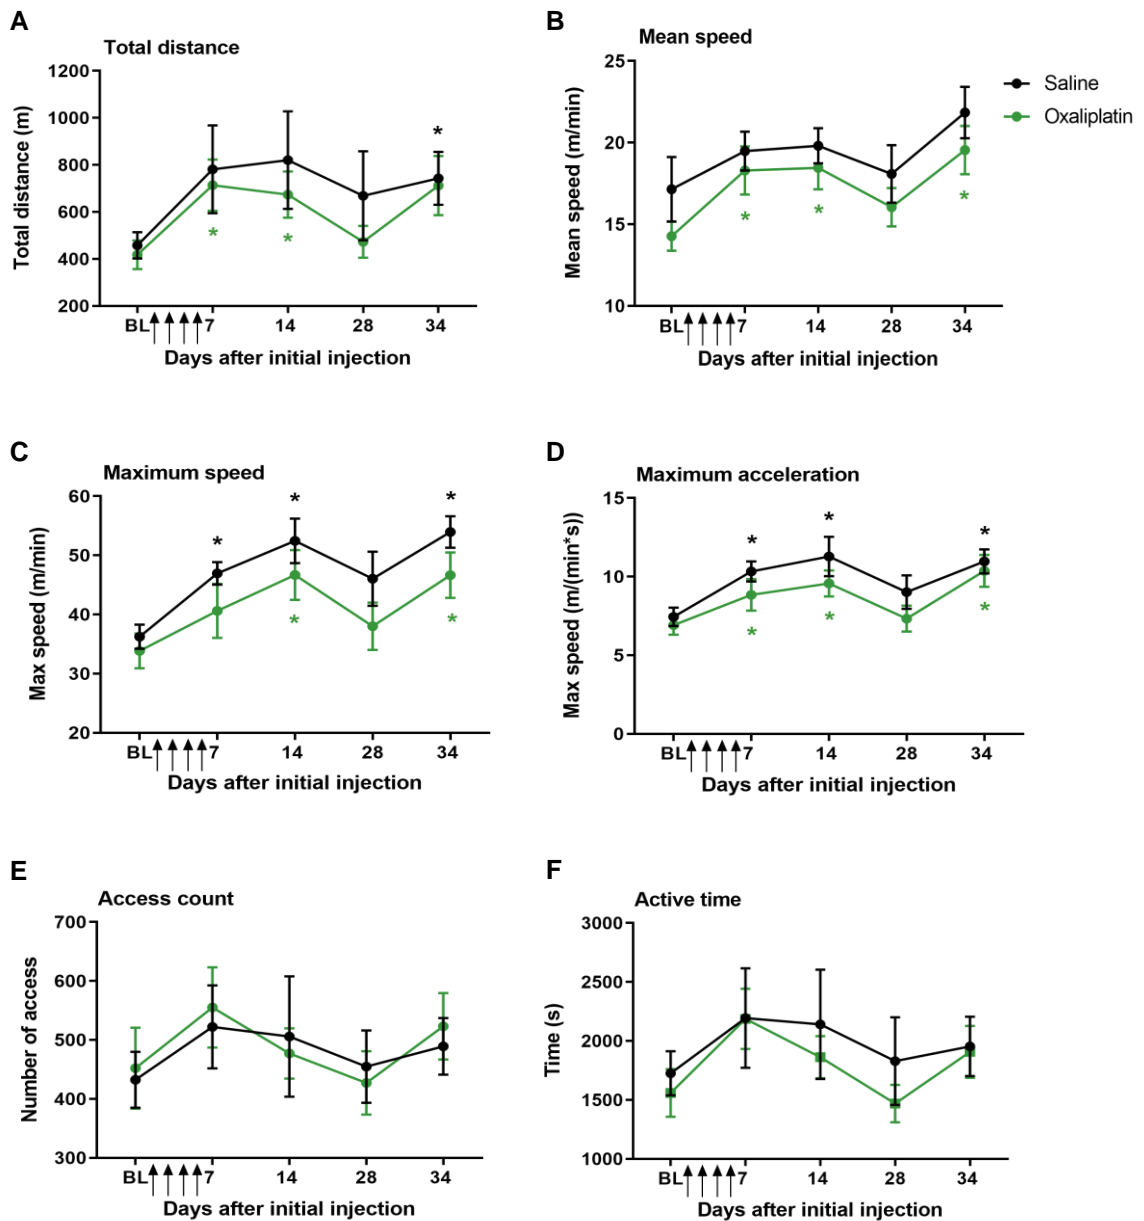 A
Total distance
Total distance (m)
1200
1000
800
600
400
200
*
*
*
BL 7 14 28 34
Days after initial injection
B
Mean speed
Mean speed (m/min)
25
20
15
10
*
*
*
BL 7 14 28 34
Days after initial injection
Saline
Oxaliplatin
C
Maximum speed
Max speed (m/min)
60
50
40
30
20
*
*
*
*
*
BL 7 14 28 34
Days after initial injection
D
Maximum acceleration
Max speed (m/(min*s))
15
10
5
0
*
*
*
*
*
*
BL 7 14 28 34
Days after initial injection
E
Access count
Number of access
700
600
500
400
300
BL 7 14 28 34
Days after initial injection
F
Active time
Time (s)
3000
2500
2000
1500
1000
BL 7 14 28 34
Days after initial injection